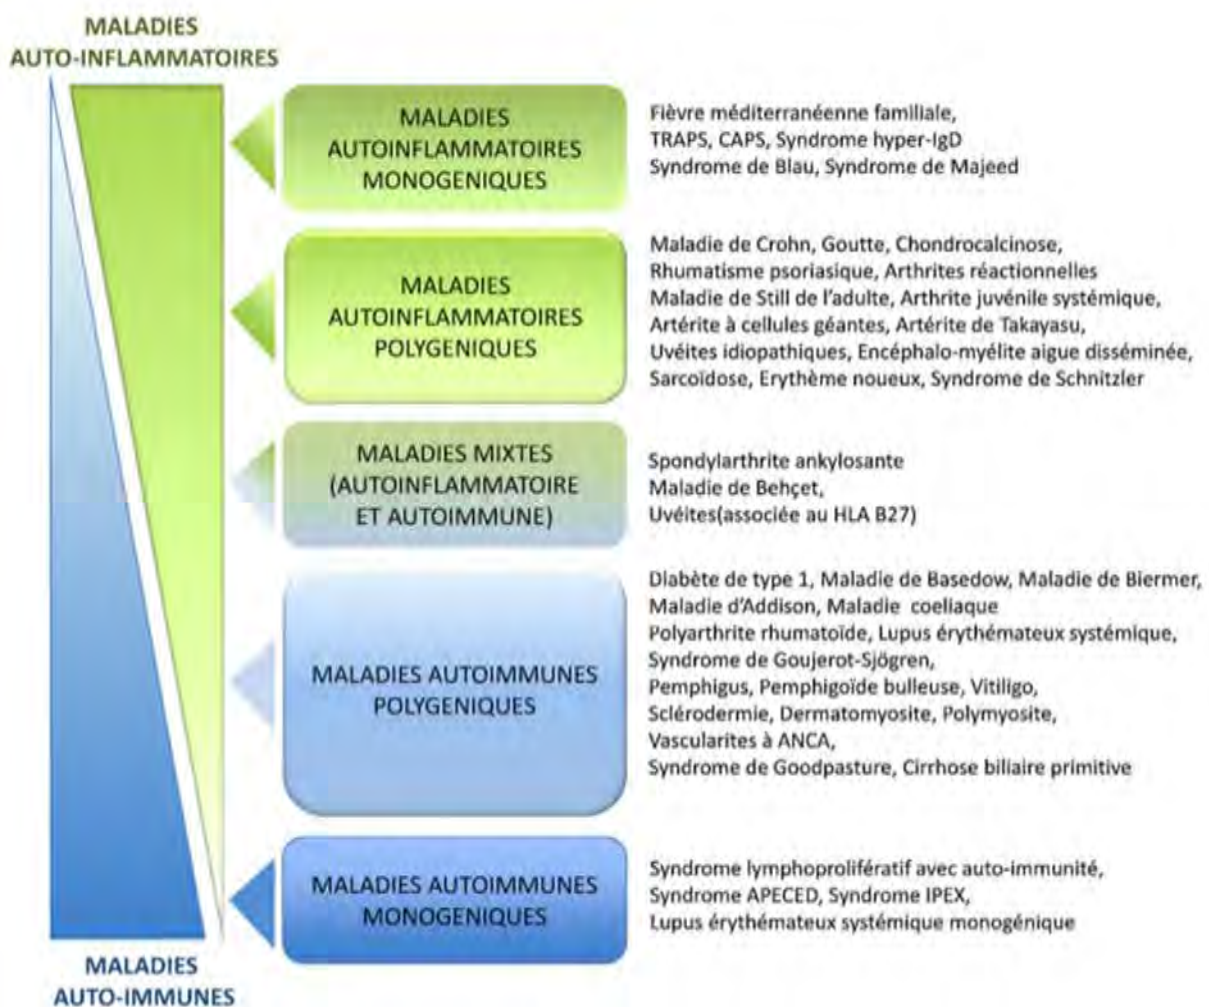 MALADIES
AUTO-INFLAMMATOIRES
MALADIES
AUTOINFLAMMATOIRES
MONOGENIQUES
Fièvre méditerranéenne familiale,
TRAPS, CAPS, Syndrome hyper-IgD
Syndrome de Blau, Syndrome de Majeed
MALADIES
AUTOINFLAMMATOIRES
POLYGENIQUES
Maladie de Crohn, Goutte, Chondrocalcinose,
Rhumatisme psoriasique, Arthrites réactionnelles
Maladie de Still de l'adulte, Arthrite juvénile systémique,
Artérite à cellules géantes, Artérite de Takayasu,
Uvéites idiopathiques, Encéphalo-myélite aigue disséminée,
Sarcoïdose, Erythème noueux, Syndrome de Schnitzler
MALADIES MIXTES
(AUTOINFLAMMATOIRE
ET AUTOIMMUNE)
Spondylarthrite ankylosante
Maladie de Behçet,
Uvéites(associée au HLA B27)
MALADIES AUTOIMMUNES
POLYGENIQUES
Diabète de type 1, Maladie de Basedow, Maladie de Biermer,
Maladie d'Addison, Maladie coeliaque
Polyarthrite rhumatoïde, Lupus érythémateux systémique,
Syndrome de Goujerot-Sjögren,
Pemphigus, Pemphigoïde bulleuse, Vitiligo,
Sclérodermie, Dermatomyosite, Polymyosite,
Vascularites à ANCA,
Syndrome de Goodpasture, Cirrhose biliaire primitive
MALADIES AUTOIMMUNES
MONOGENIQUES
Syndrome lymphoprolifératif avec auto-immunité,
Syndrome APECED, Syndrome IPEX,
Lupus érythémateux systémique monogénique
MALADIES
AUTO-IMMUNES